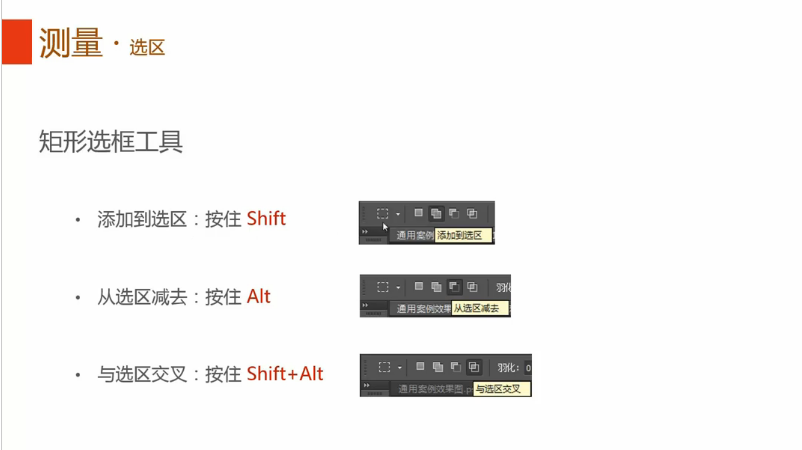 测量·选区
矩形选框工具
• 添加到选区：按住 Shift
通用案例 添加到选区
• 从选区减去：按住 Alt
羽化
通用案例效果 从选区减去
• 与选区交叉：按住 Shift+Alt
羽化: 0
通用案例效果图.p 与选区交叉